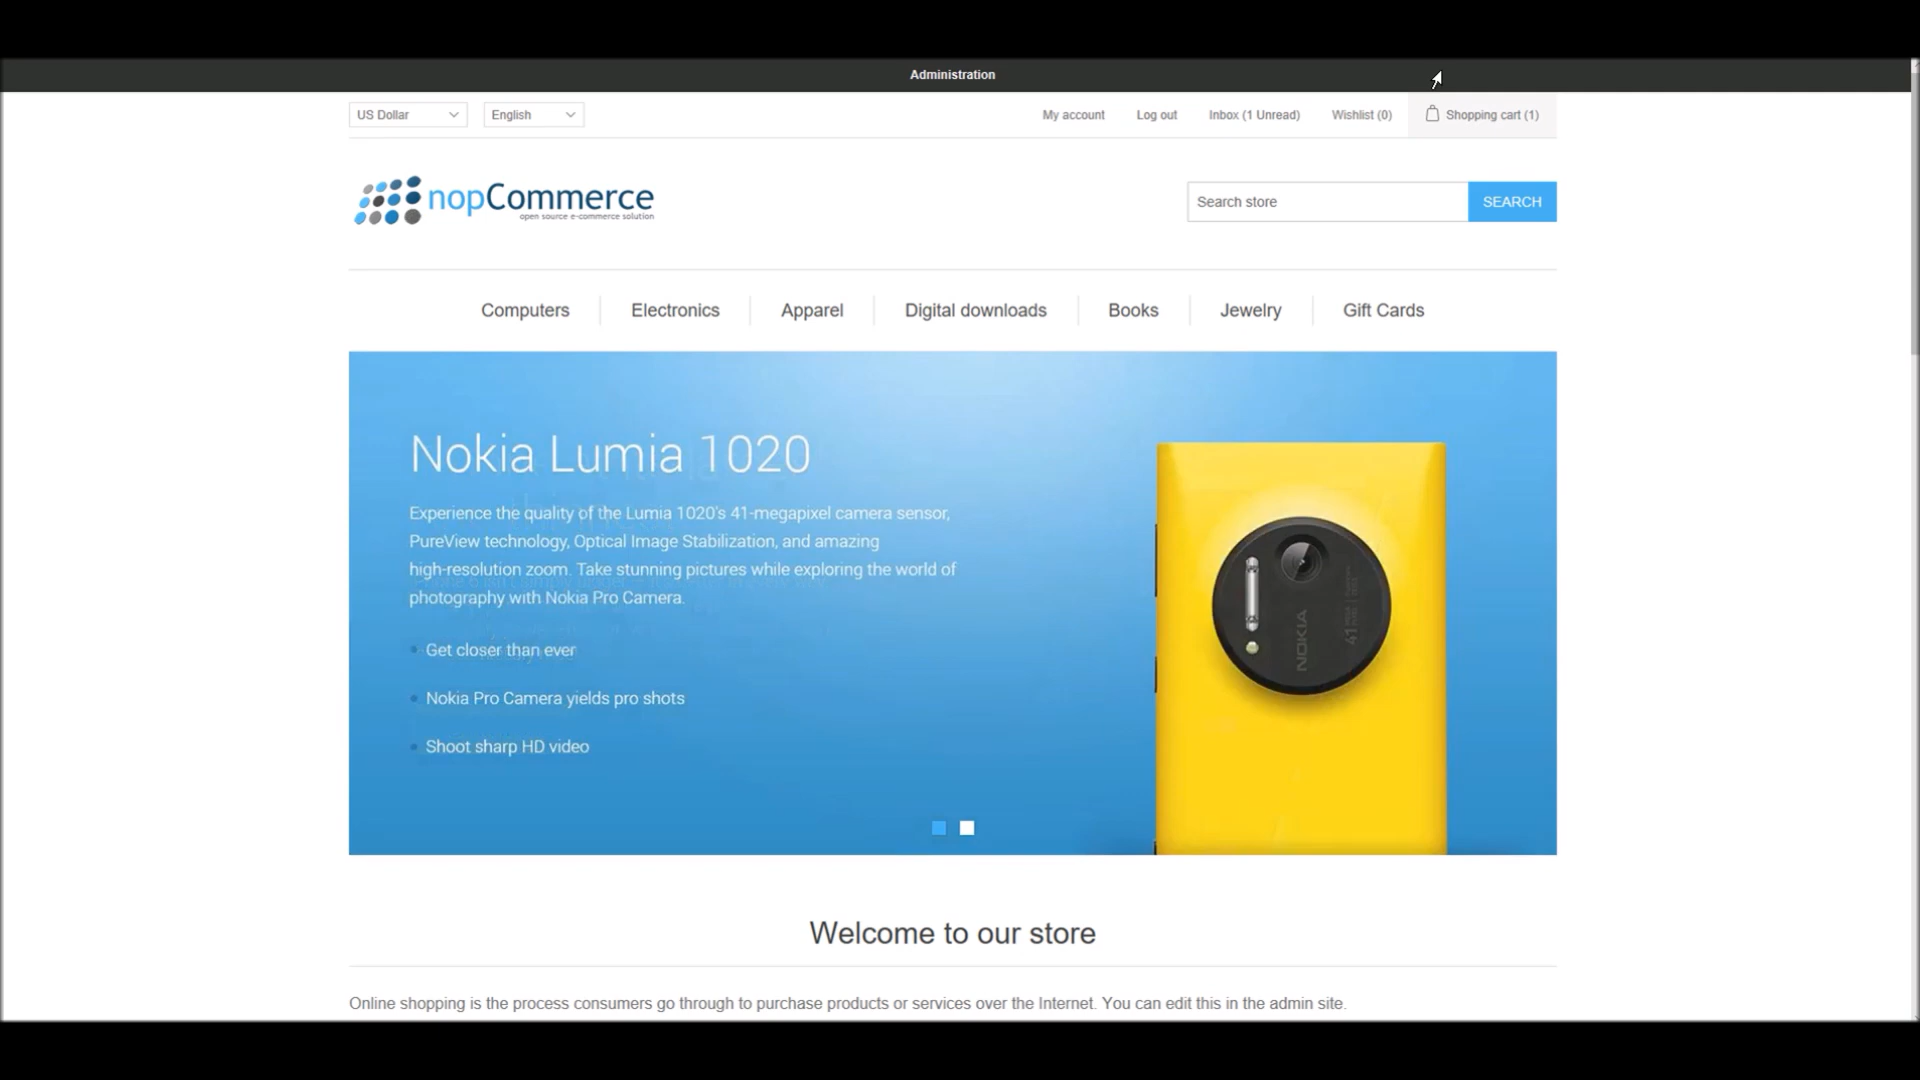 Administration
US Dollar English My account Log out Inbox (1 Unread) Wishlist (0) Shopping cart (1)
nopCommerce
open source e-commerce solution
Search store SEARCH
Computers Electronics Apparel Digital downloads Books Jewelry Gift Cards
Nokia Lumia 1020
Experience the quality of the Lumia 1020's 41-megapixel camera sensor,
PureView technology, Optical Image Stabilization, and amazing
high-resolution zoom. Take stunning pictures while exploring the world of
photography with Nokia Pro Camera.
Get closer than ever
Nokia Pro Camera yields pro shots
Shoot sharp HD video
NOKIA
41
Welcome to our store
Online shopping is the process consumers go through to purchase products or services over the Internet. You can edit this in the admin site.